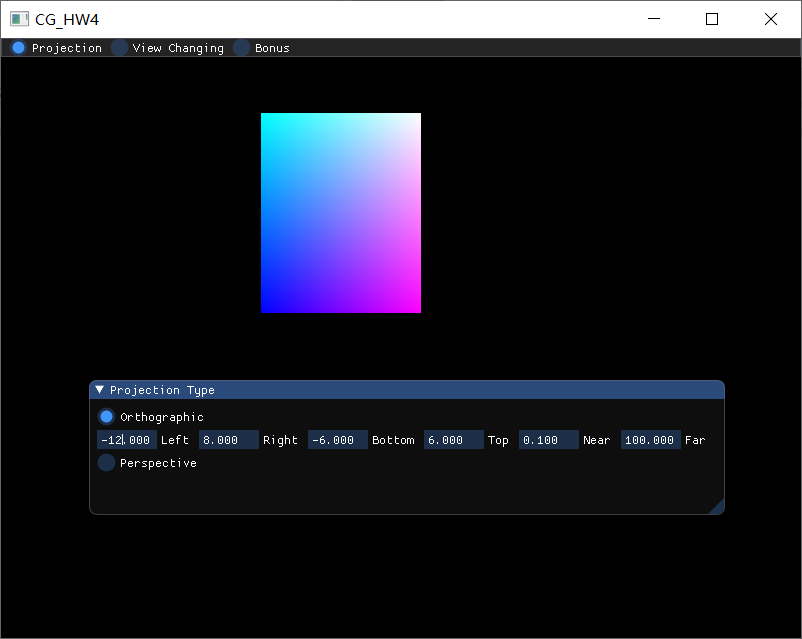 CG_HW4
Projection View Changing Bonus
Projection Type
Orthographic
-12.000 Left 8.000 Right -6.000 Bottom 6.000 Top 0.100 Near 100.000 Far
Perspective